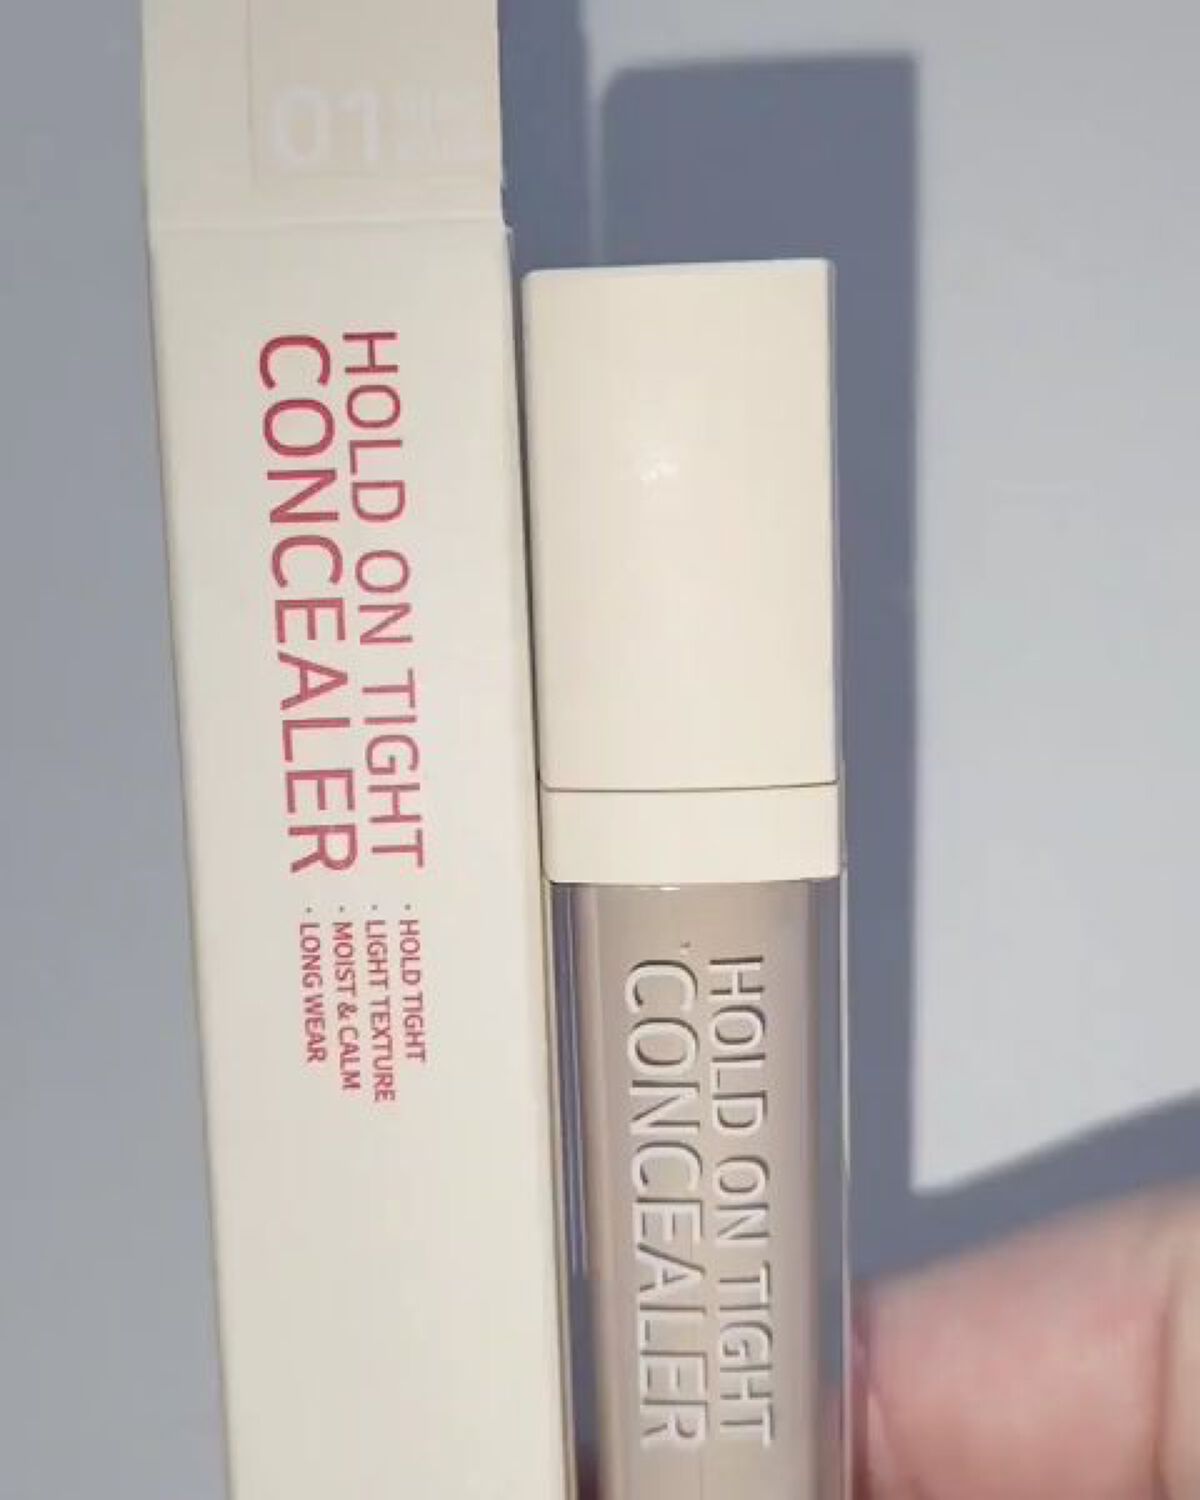 01
HOLD ON TIGHT
CONCEALER
· HOLD TIGHT
· LIGHT TEXTURE
· MOIST & CALM
· LONG WEAR
HOLD ON TIGHT
CONCEALER